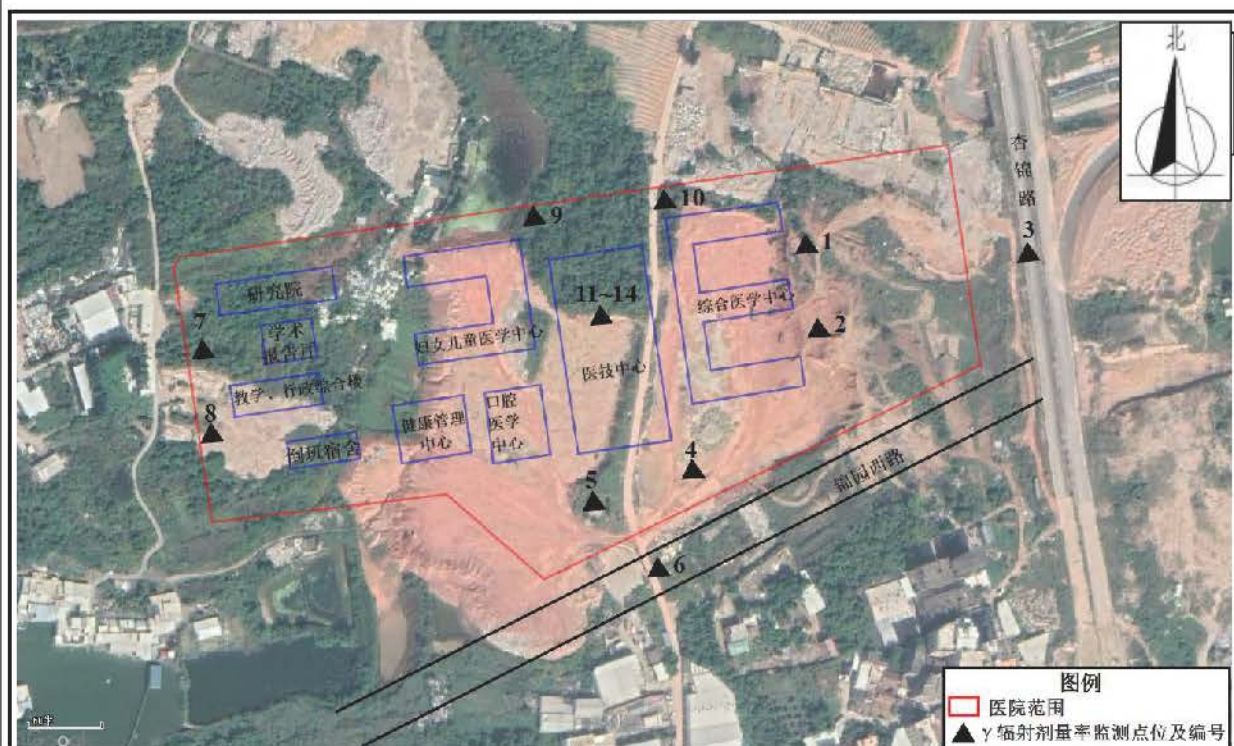 北
杏锦路
10
9
1
3
研究院
11~14
综合医学中心
2
7
学术
报告厅
妇女儿童医学中心
医技中心
教学、行政综合楼
8
健康管理
中心
口腔
医学
中心
倒班宿舍
4
锦园西路
5
6
图例
医院范围
γ辐射剂量率监测点位及编号